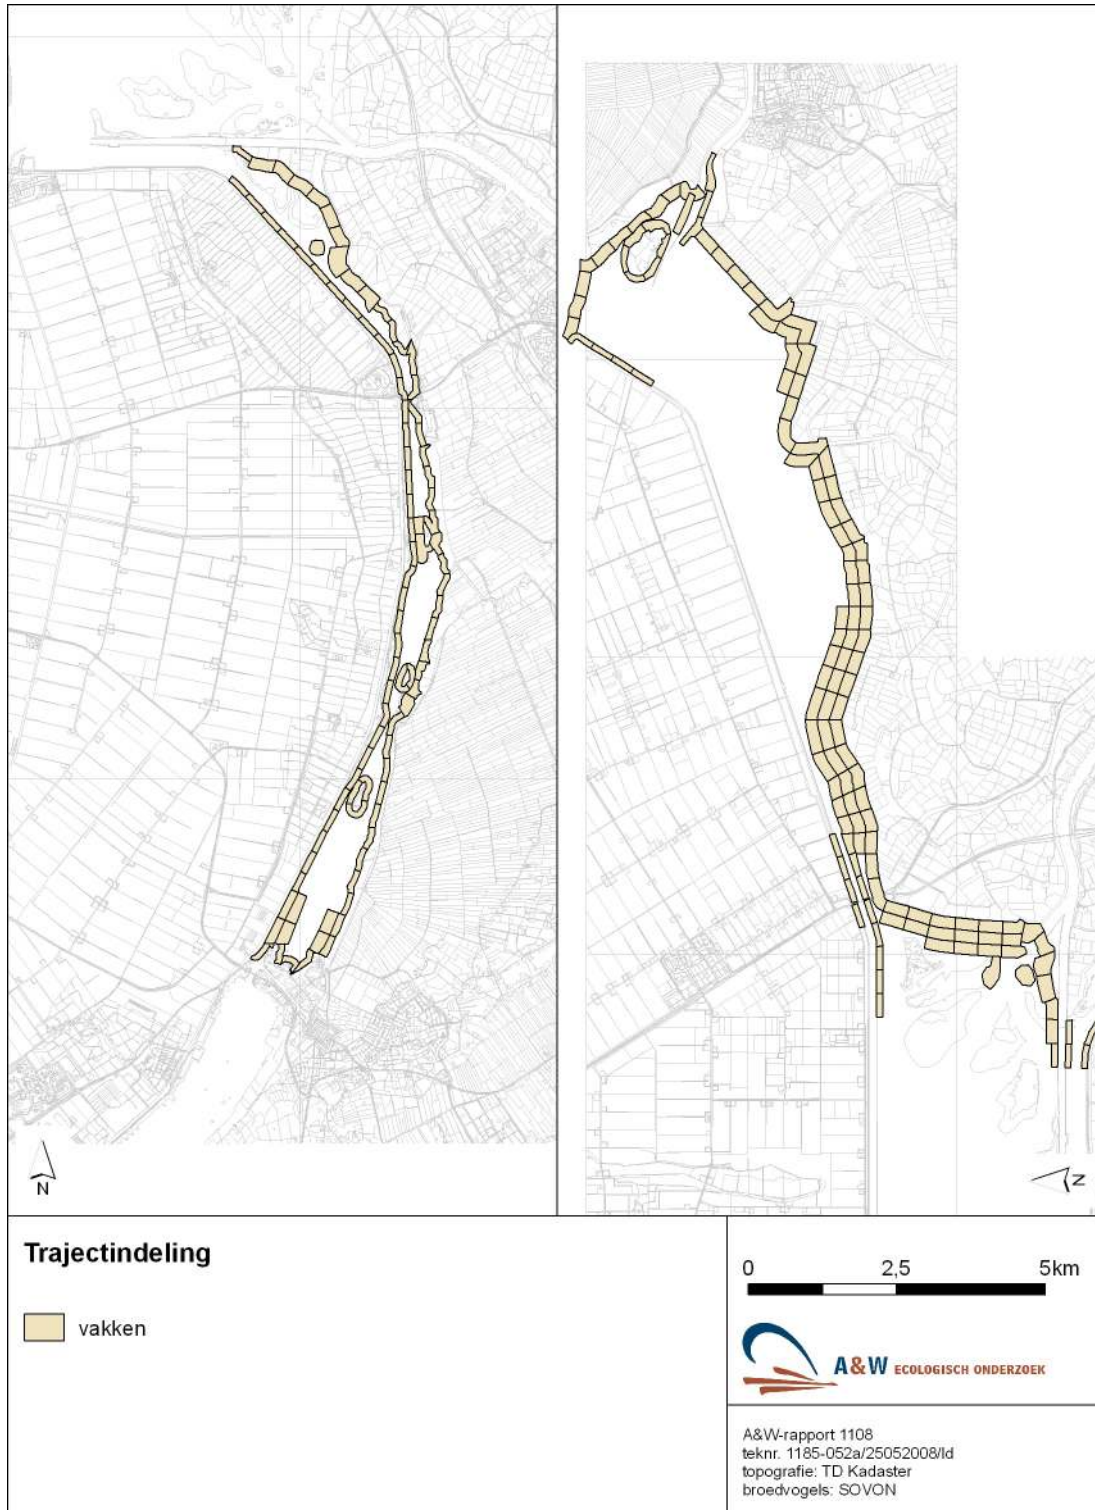 N
N
Trajectindeling
vakken
0 2,5 5km
A&W ECOLOGISCH ONDERZOEK
A&W-rapport 1108
teknr. 1185-052a/25052008/ld
topografie: TD Kadaster
broedvogels: SOVON